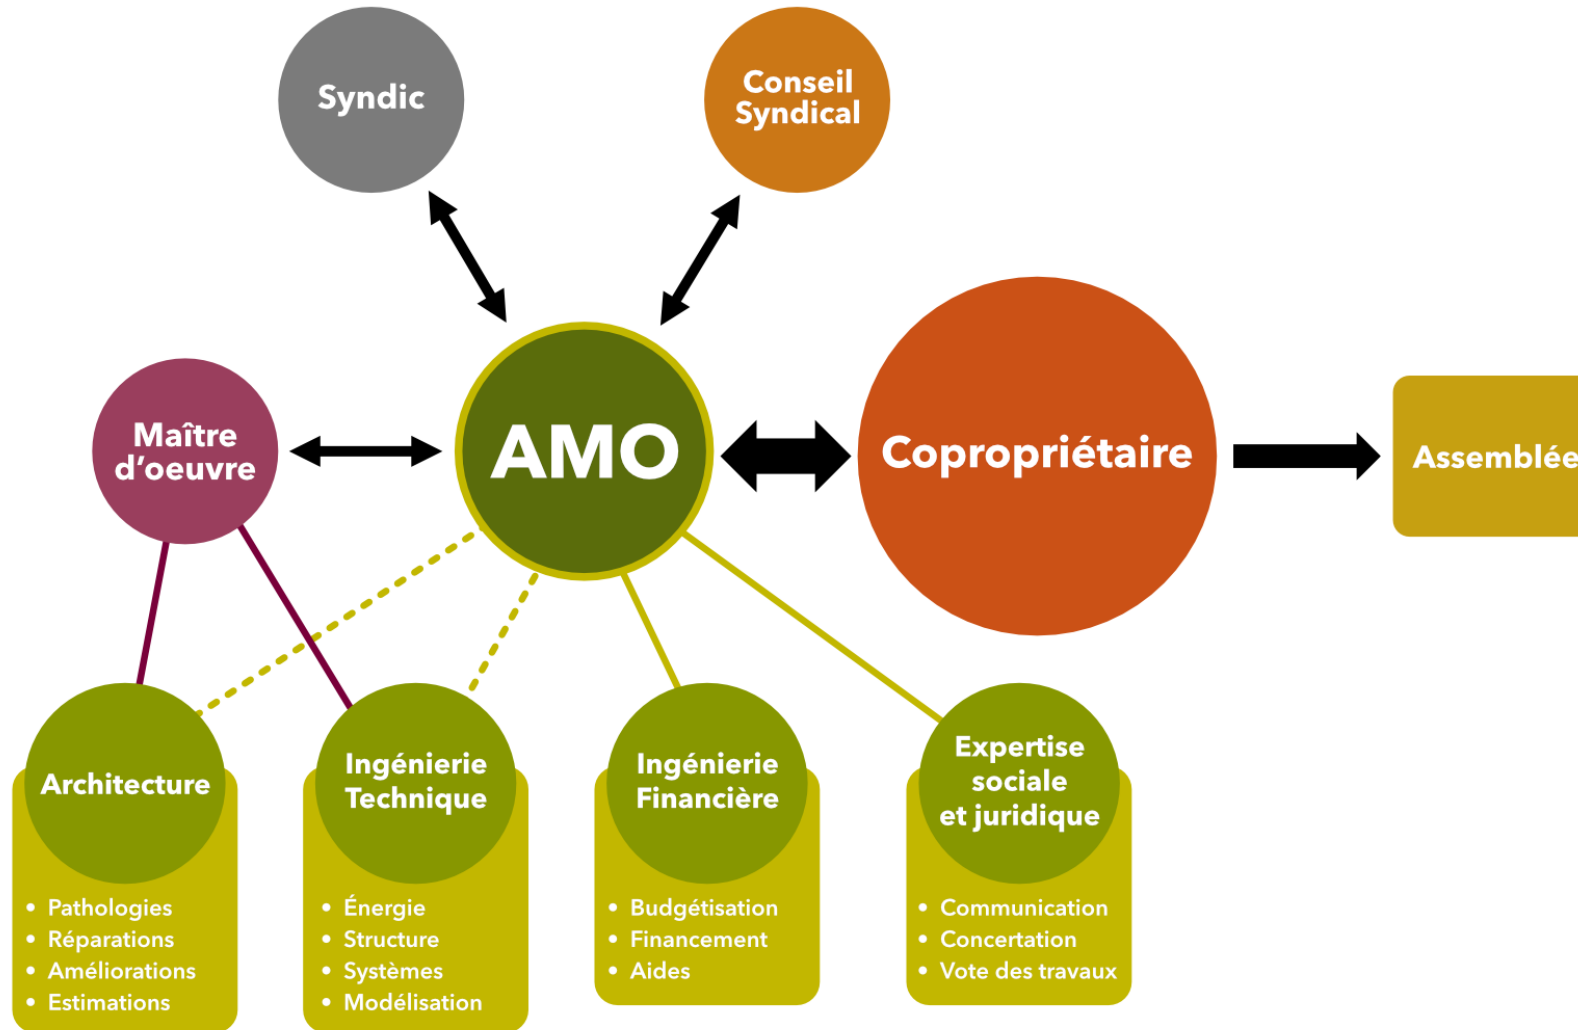 Syndic
Conseil
Syndical
Maître
d'oeuvre
AMO
Copropriétaire
Assemblée
Architecture
• Pathologies
• Réparations
• Améliorations
• Estimations
Ingénierie
Technique
• Énergie
• Structure
• Systèmes
• Modélisation
Ingénierie
Financière
• Budgétisation
• Financement
• Aides
Expertise
sociale
et juridique
• Communication
• Concertation
• Vote des travaux